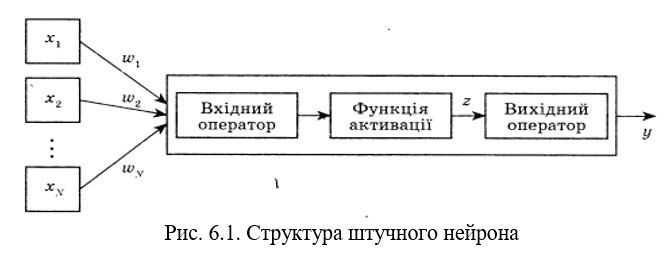 x1
w1
x2
w2
Вхідний
оператор
Функція
активації
z
Вихідний
оператор
y
⋮
xN
wN
Рис. 6.1. Структура штучного нейрона